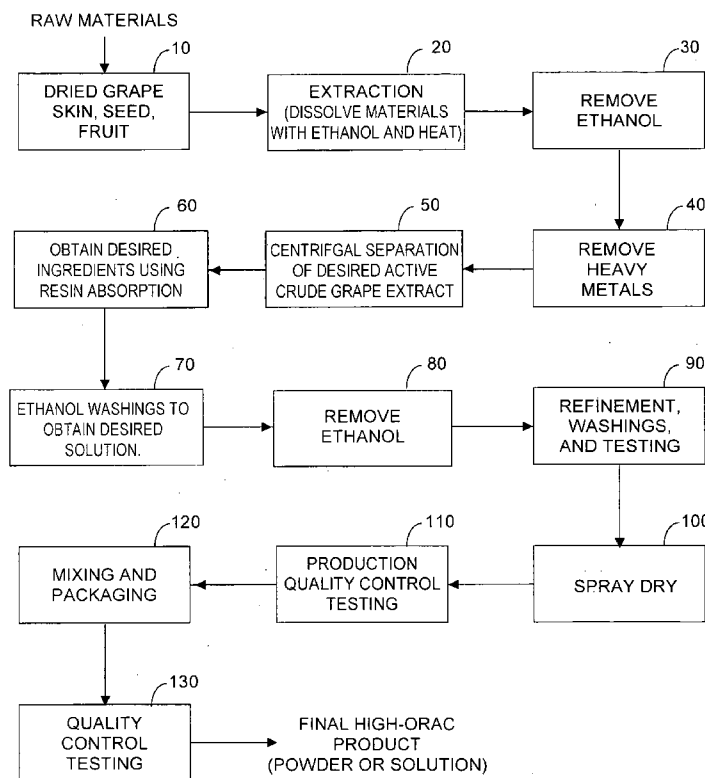 RAW MATERIALS
10
DRIED GRAPE
SKIN, SEED,
FRUIT
20
EXTRACTION
(DISSOLVE MATERIALS
WITH ETHANOL AND HEAT)
30
REMOVE
ETHANOL
40
REMOVE
HEAVY
METALS
50
CENTRIFGAL SEPARATION
OF DESIRED ACTIVE
CRUDE GRAPE EXTRACT
60
OBTAIN DESIRED
INGREDIENTS USING
RESIN ABSORPTION
70
ETHANOL WASHINGS TO
OBTAIN DESIRED
SOLUTION.
80
REMOVE
ETHANOL
90
REFINEMENT,
WASHINGS,
AND TESTING
100
SPRAY DRY
110
PRODUCTION
QUALITY CONTROL
TESTING
120
MIXING AND
PACKAGING
130
QUALITY
CONTROL
TESTING
FINAL HIGH-ORAC
PRODUCT
(POWDER OR SOLUTION)